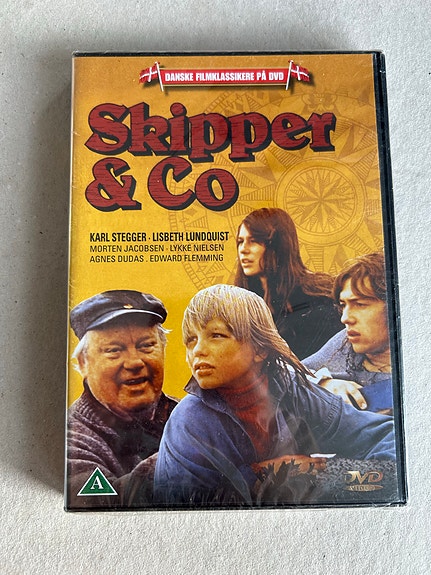 DANSKE FILMKLASSIKERE PÅ DVD
Skipper
& Co
KARL STEGGER · LISBETH LUNDQUIST
MORTEN JACOBSEN · LYKKE NIELSEN
AGNES DUDAS . EDWARD FLEMMING
A
DVD